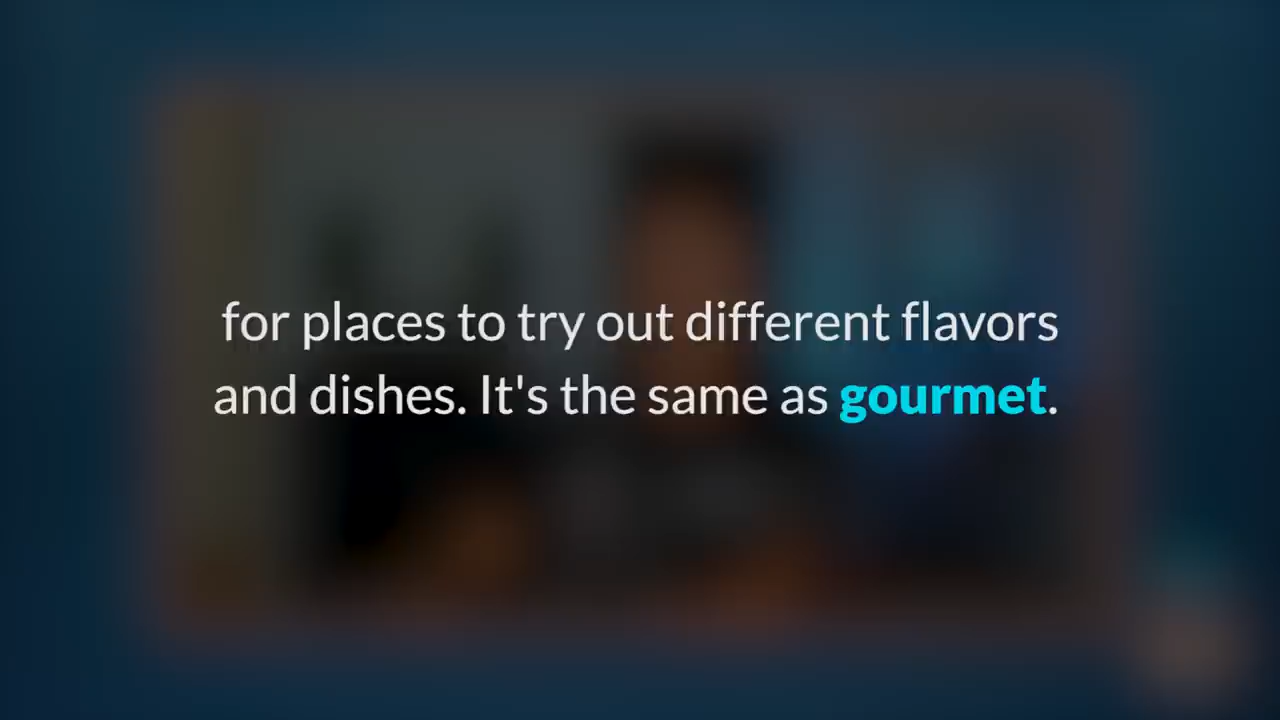 for places to try out different flavors
and dishes. It's the same as gourmet.